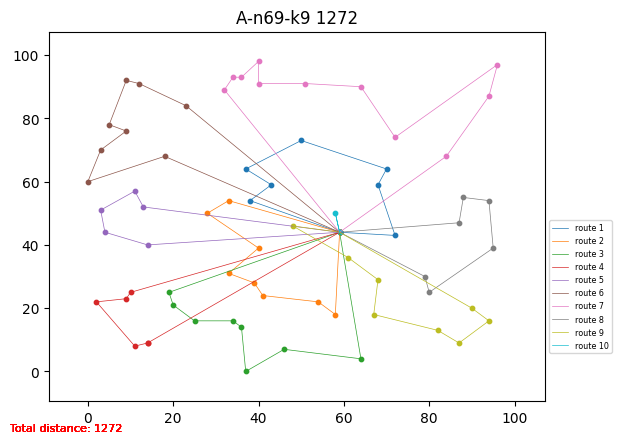 A-n69-k9 1272
100
80
60
40
20
0
0 20 40 60 80 100
route 1
route 2
route 3
route 4
route 5
route 6
route 7
route 8
route 9
route 10
Total distance: 1272